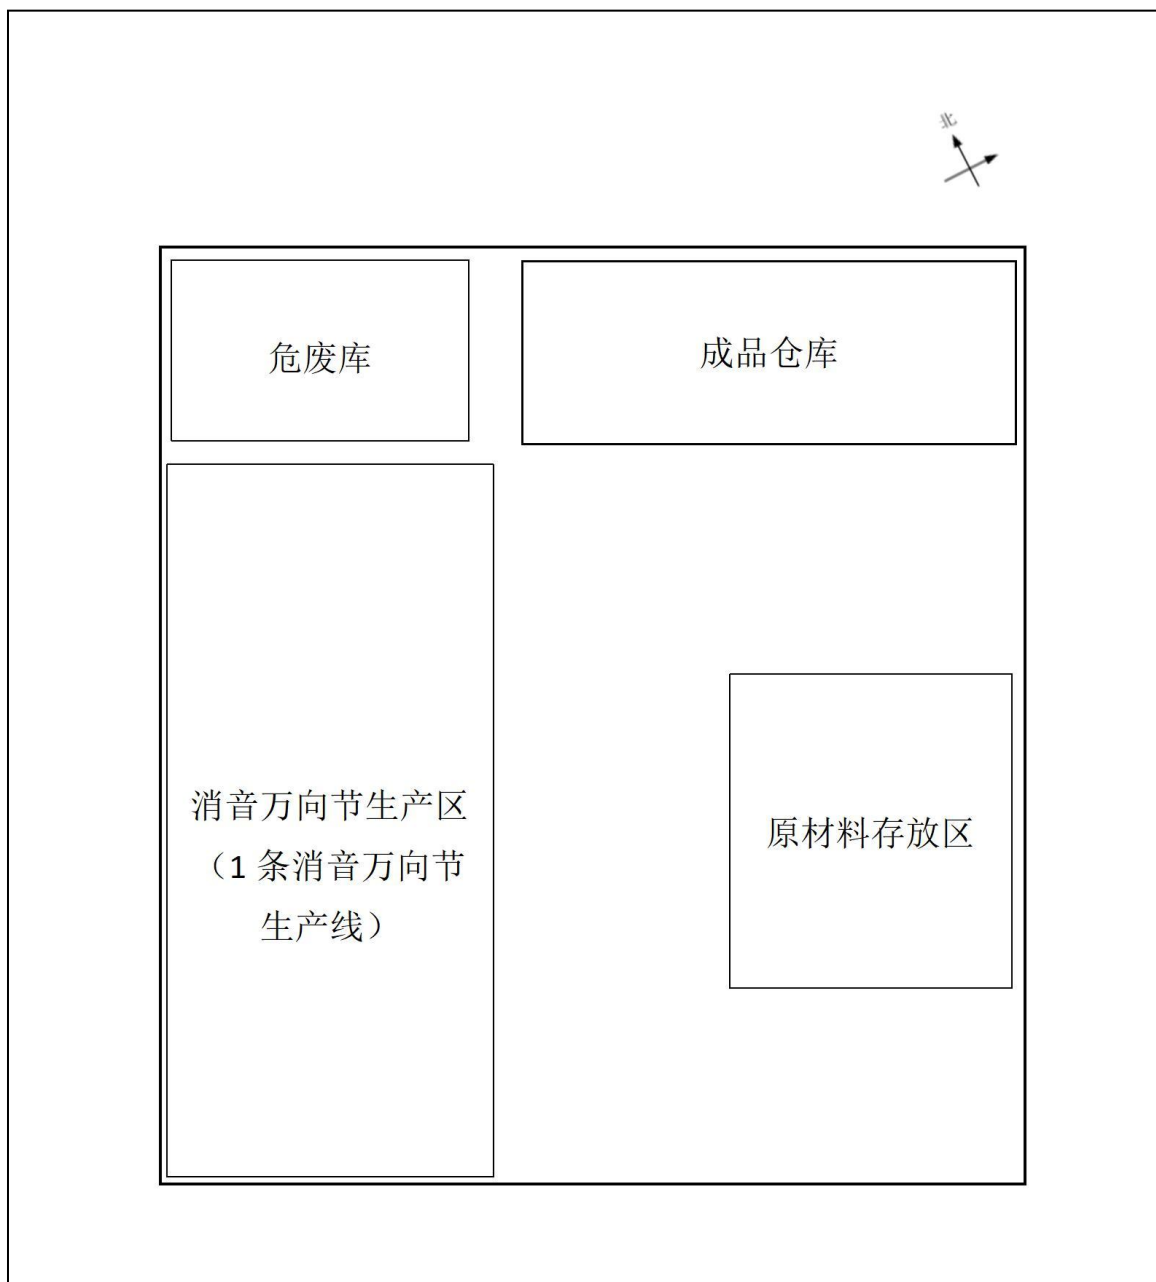 北
危废库
成品仓库
消音万向节生产区
（1 条消音万向节
生产线）
原材料存放区